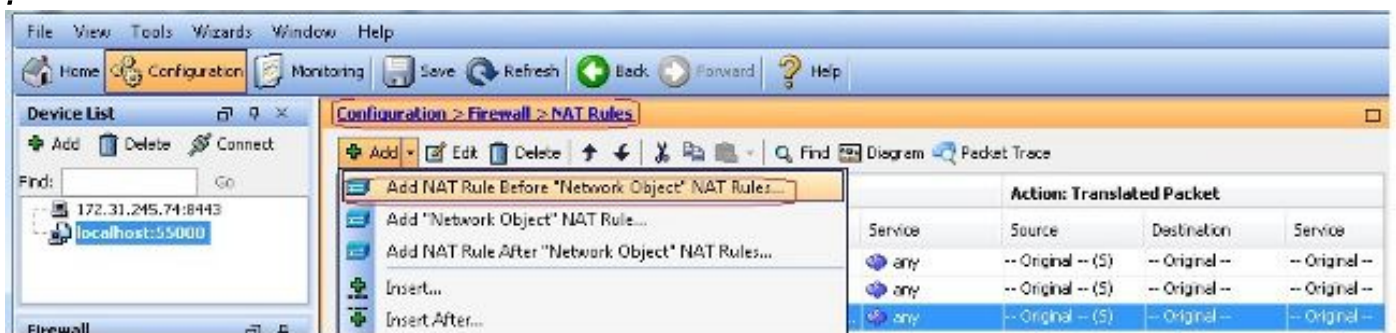 File View Tools Wizards Window Help
Home Configuration Monitoring Save Refresh Back Forward Help
Device List
Add Delete Connect
Find: Go
172.31.245.74:8443
localhost:55000
Firewall
Configuration > Firewall > NAT Rules
Add Edit Delete Find Diagram Packet Trace
Add NAT Rule Before "Network Object" NAT Rules...
Add "Network Object" NAT Rule...
Add NAT Rule After "Network Object" NAT Rules...
Insert...
Insert After...
Action: Translated Packet
Service Source Destination Service
any -- Original -- (S) -- Original -- -- Original --
any -- Original -- (S) -- Original -- -- Original --
any -- Original -- (S) -- Original -- -- Original --